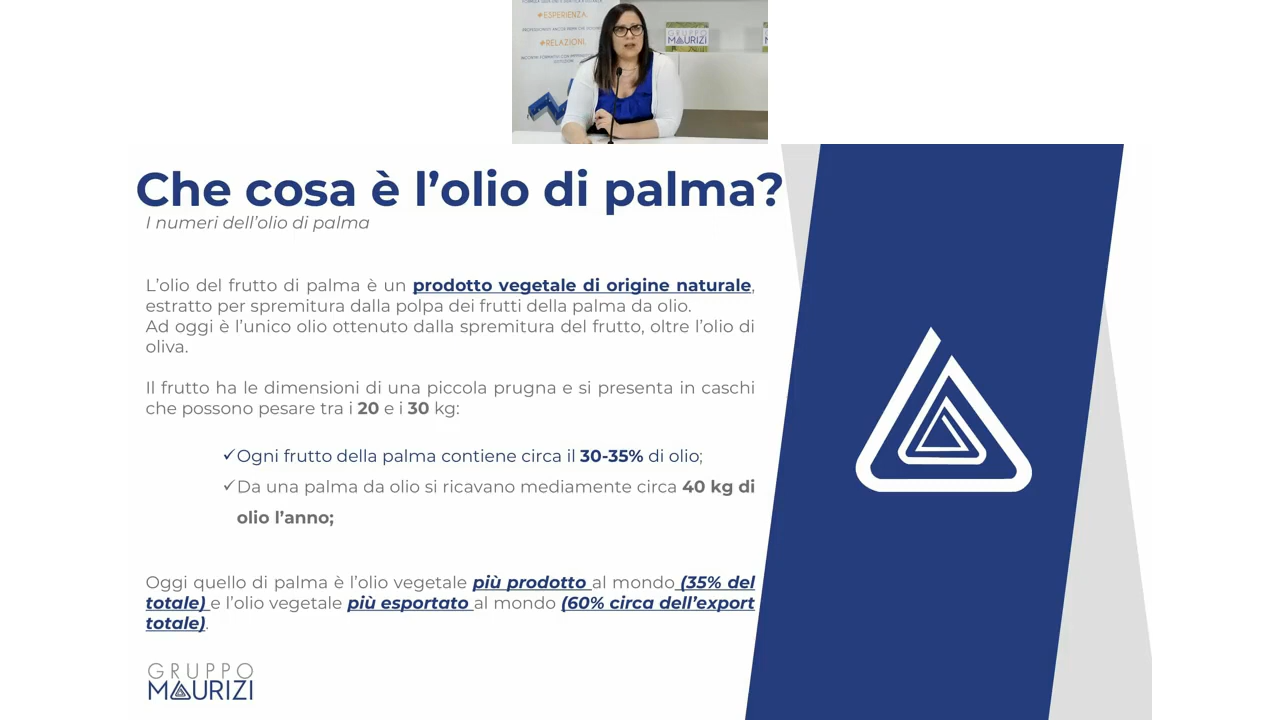 #ESPERIENZA.
#RELAZIONI.
GRUPPO
MAURIZI
Che cosa è l’olio di palma?
I numeri dell’olio di palma
L’olio del frutto di palma è un prodotto vegetale di origine naturale,
estratto per spremitura dalla polpa dei frutti della palma da olio.
Ad oggi è l’unico olio ottenuto dalla spremitura del frutto, oltre l’olio di
oliva.
Il frutto ha le dimensioni di una piccola prugna e si presenta in caschi
che possono pesare tra i 20 e i 30 kg:
✓Ogni frutto della palma contiene circa il 30-35% di olio;
✓Da una palma da olio si ricavano mediamente circa 40 kg di
olio l’anno;
Oggi quello di palma è l’olio vegetale più prodotto al mondo (35% del
totale) e l’olio vegetale più esportato al mondo (60% circa dell’export
totale).
GRUPPO
MAURIZI